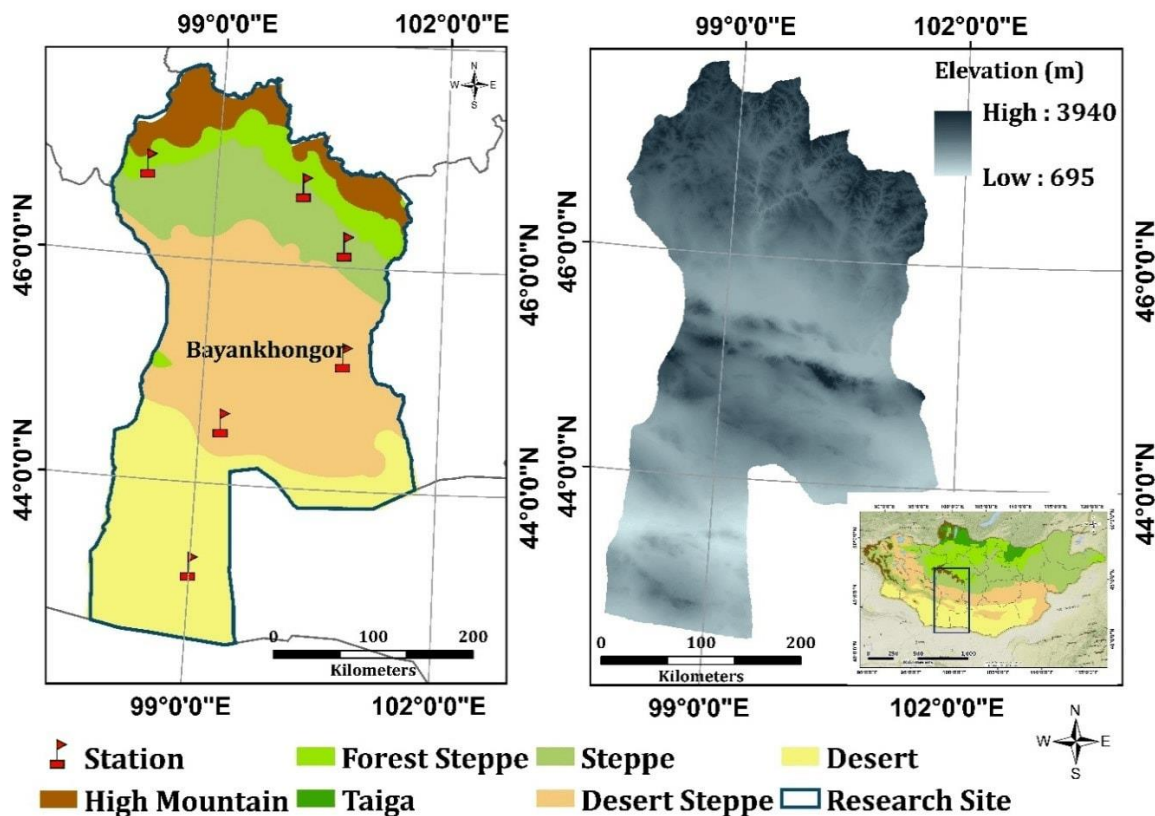 99°0'0"E 102°0'0"E
99°0'0"E 102°0'0"E
N
W E
S
46°0'0"N
44°0'0"N
Bayankhongor
0 100 200
Kilometers
99°0'0"E 102°0'0"E
46°0'0"N
44°0'0"N
Elevation (m)
High : 3940
Low : 695
46°0'0"N
44°0'0"N
0 100 200
Kilometers
99°0'0"E 102°0'0"E
N
W E
S
Station Forest Steppe Steppe Desert
High Mountain Taiga Desert Steppe Research Site